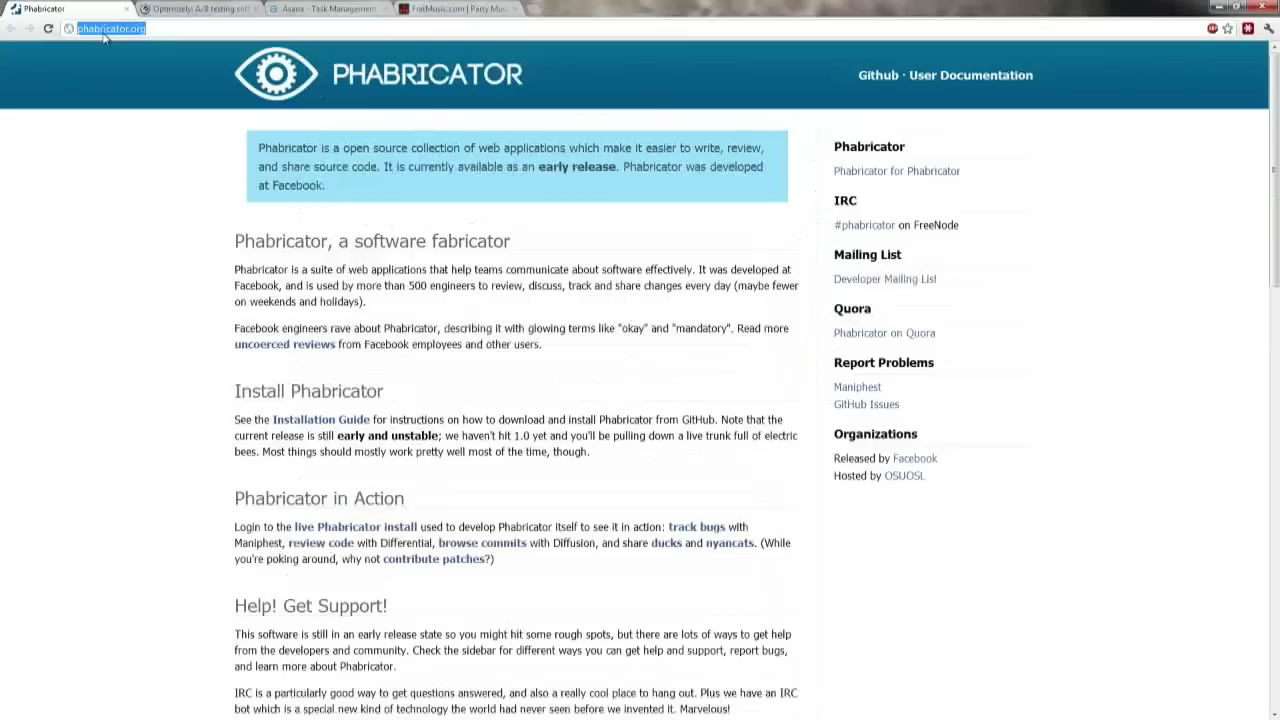 Phabricator
Optimizely: A/B testing soft
Asana - Task Management
FratMusic.com | Party Mus
phabricator.org
PHABRICATOR
Github · User Documentation
Phabricator is a open source collection of web applications which make it easier to write, review,
and share source code. It is currently available as an early release. Phabricator was developed
at Facebook.
Phabricator, a software fabricator
Phabricator is a suite of web applications that help teams communicate about software effectively. It was developed at
Facebook, and is used by more than 500 engineers to review, discuss, track and share changes every day (maybe fewer
on weekends and holidays).
Facebook engineers rave about Phabricator, describing it with glowing terms like "okay" and "mandatory". Read more
uncoerced reviews from Facebook employees and other users.
Install Phabricator
See the Installation Guide for instructions on how to download and install Phabricator from GitHub. Note that the
current release is still early and unstable; we haven't hit 1.0 yet and you'll be pulling down a live trunk full of electric
bees. Most things should mostly work pretty well most of the time, though.
Phabricator in Action
Login to the live Phabricator install used to develop Phabricator itself to see it in action: track bugs with
Maniphest, review code with Differential, browse commits with Diffusion, and share ducks and nyancats. (While
you're poking around, why not contribute patches?)
Help! Get Support!
This software is still in an early release state so you might hit some rough spots, but there are lots of ways to get help
from the developers and community. Check the sidebar for different ways you can get help and support, report bugs,
and learn more about Phabricator.
IRC is a particularly good way to get questions answered, and also a really cool place to hang out. Plus we have an IRC
bot which is a special new kind of technology the world had never seen before we invented it. Marvelous!
Phabricator
Phabricator for Phabricator
IRC
#phabricator on FreeNode
Mailing List
Developer Mailing List
Quora
Phabricator on Quora
Report Problems
Maniphest
GitHub Issues
Organizations
Released by Facebook
Hosted by OSUOSL